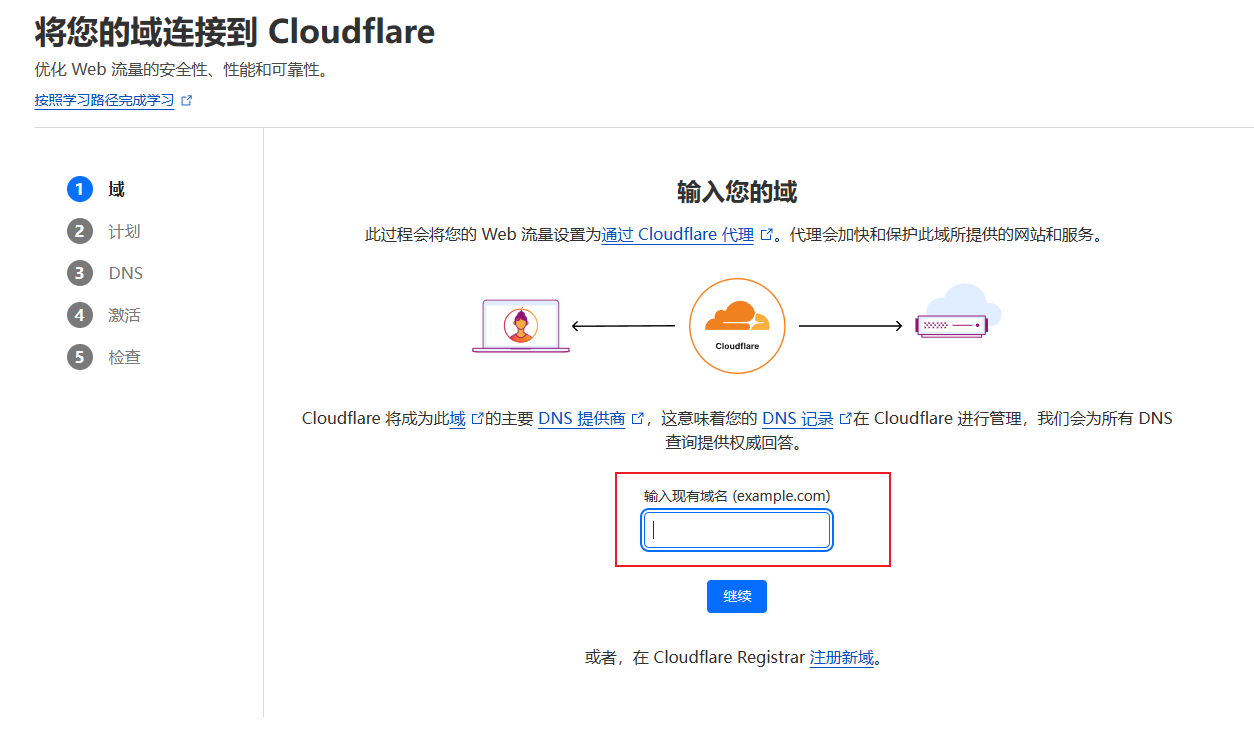 将您的域连接到 Cloudflare
优化 Web 流量的安全性、性能和可靠性。
按照学习路径完成学习
1 域
2 计划
3 DNS
4 激活
5 检查
输入您的域
此过程会将您的 Web 流量设置为通过 Cloudflare 代理。代理会加快和保护此域所提供的网站和服务。
Cloudflare
Cloudflare 将成为此域的主要 DNS 提供商，这意味着您的 DNS 记录在 Cloudflare 进行管理，我们会为所有 DNS
查询提供权威回答。
输入现有域名 (example.com)
继续
或者，在 Cloudflare Registrar 注册新域。